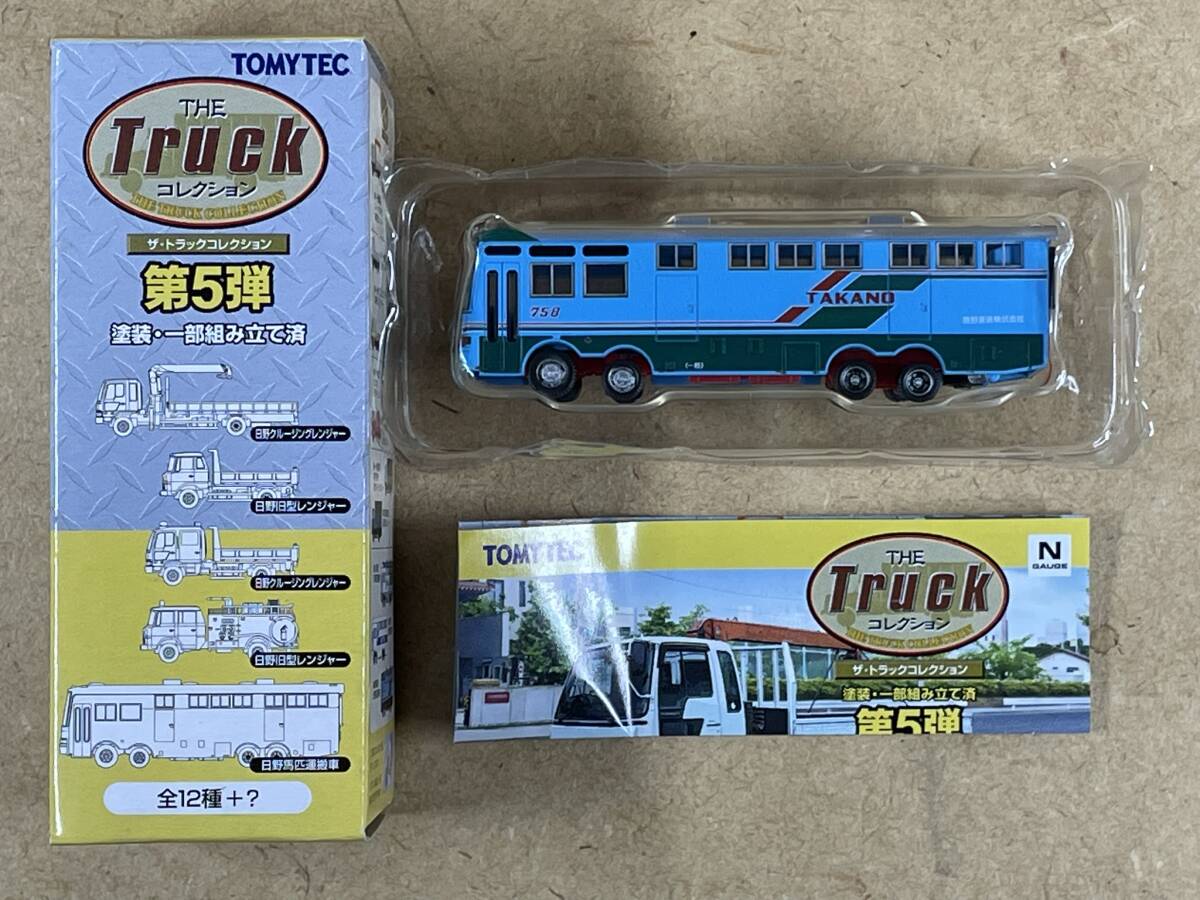 TOMYTEC
THE
Truck
コレクション
THE TRUCK COLLECTION
ザ・トラックコレクション
第5弾
塗装・一部組み立て済
日野クルージングレンジャー
日野旧型レンジャー
日野クルージングレンジャー
日野旧型レンジャー
日野馬匹運搬車
全12種+?
758
TAKANO
(一般)
TOMYTEC
THE
Truck
コレクション
THE TRUCK COLLECTION
N
GAUGE
ザ・トラックコレクション
塗装・一部組み立て済
第5弾